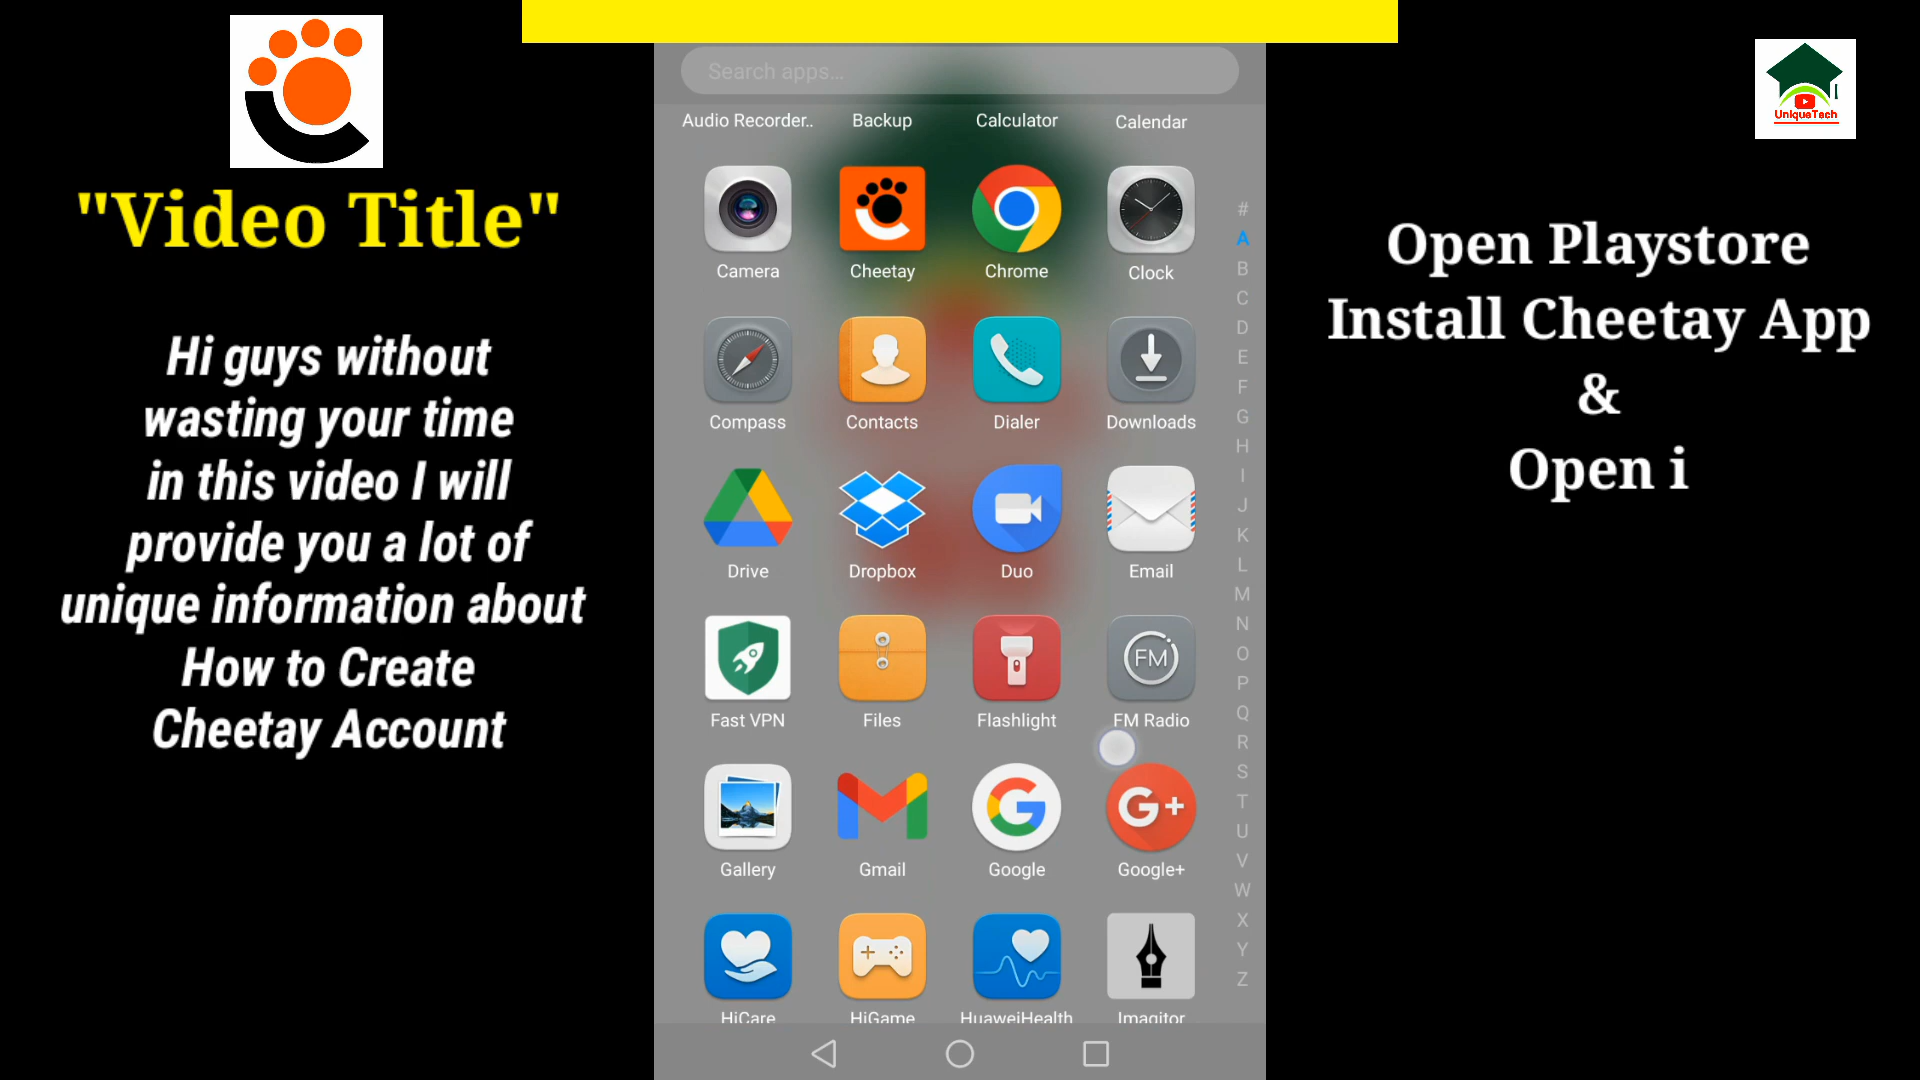 "Video Title"
Hi guys without
wasting your time
in this video I will
provide you a lot of
unique information about
How to Create
Cheetay Account
Search apps...
Audio Recorder.. Backup Calculator Calendar
Camera Cheetay Chrome Clock
Compass Contacts Dialer Downloads
Drive Dropbox Duo Email
FM
Fast VPN Files Flashlight FM Radio
G+
Gallery Gmail Google Google+
HiCare HiGame HuaweiHealth Imagitor
#
A
B
C
D
E
F
G
H
I
J
K
L
M
N
O
P
Q
R
S
T
U
V
W
X
Y
Z
UniqueTech
Open Playstore
Install Cheetay App
&
Open i